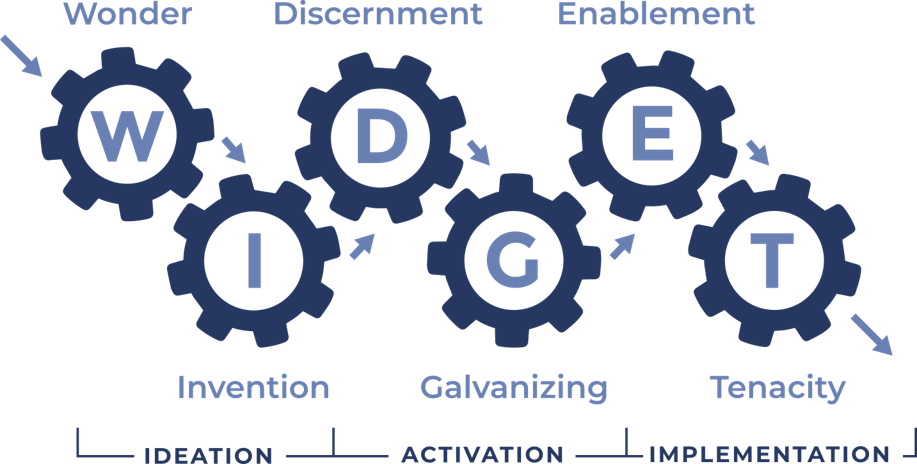 Wonder Discernment Enablement
W D E
I G T
Invention Galvanizing Tenacity
IDEATION ACTIVATION IMPLEMENTATION